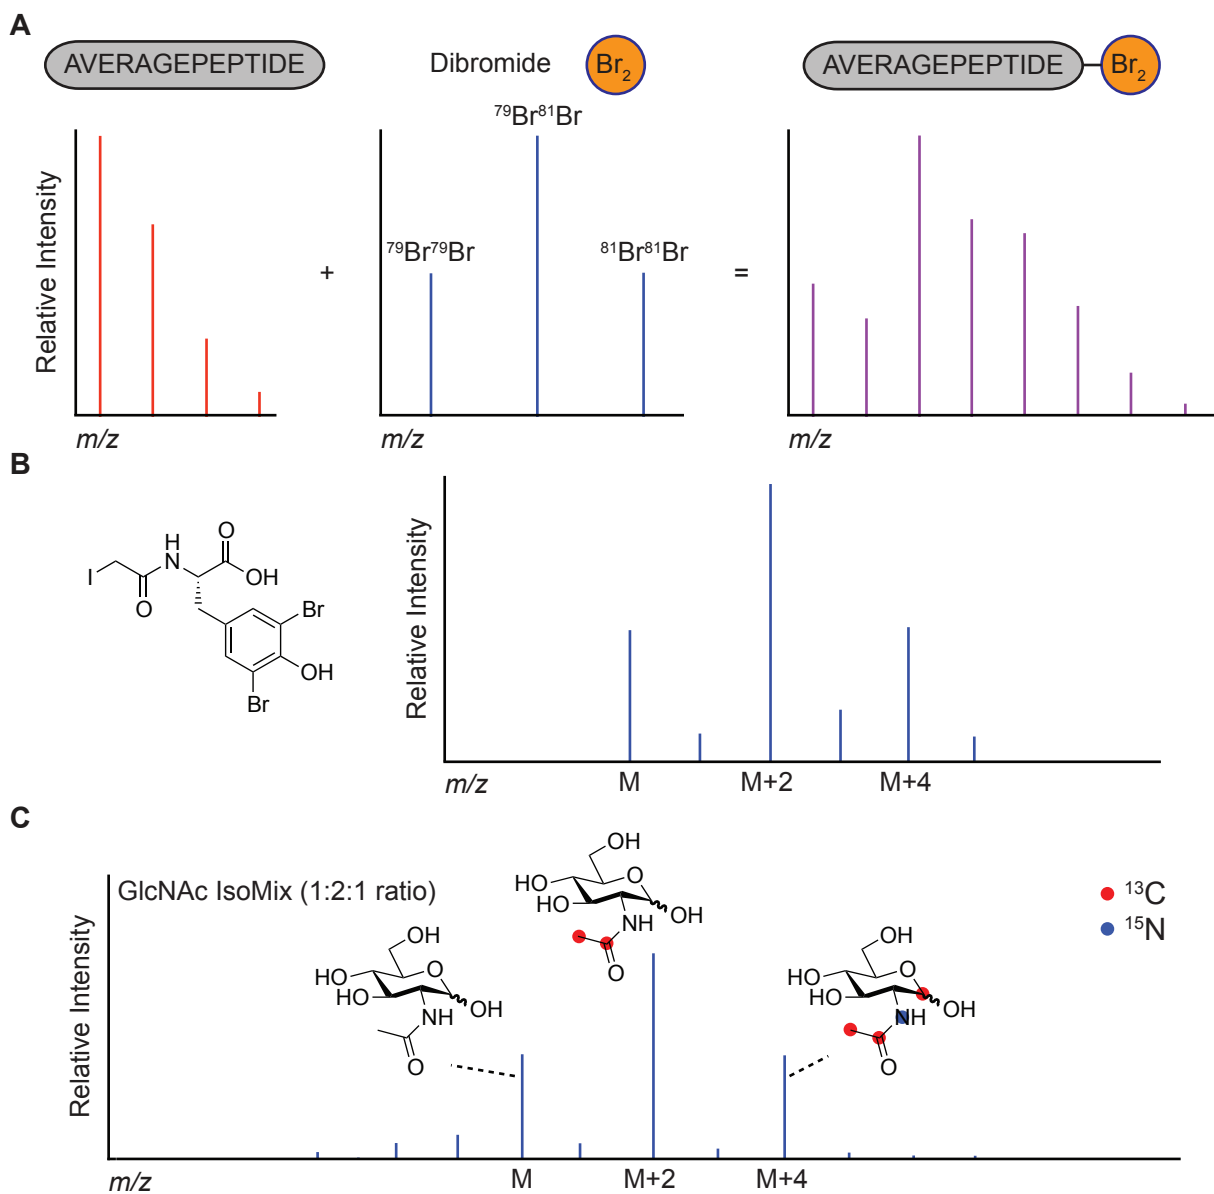 A
AVERAGEPEPTIDE
Dibromide
Br2
AVERAGEPEPTIDE
Br2
79Br81Br
79Br79Br
81Br81Br
Relative Intensity
+
=
m/z
m/z
m/z
B
I
H
N
O
O
OH
Br
OH
Br
Relative Intensity
m/z
M
M+2
M+4
C
GlcNAc IsoMix (1:2:1 ratio)
OH
HO
O
HO
NH
OH
O
13C
15N
OH
HO
O
HO
NH
OH
O
OH
HO
O
HO
NH
OH
O
Relative Intensity
m/z
M
M+2
M+4